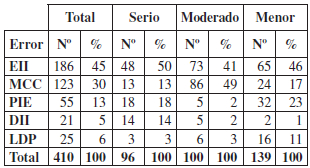 Total Serio Moderado Menor
Error Nº % Nº % Nº % Nº %
EII 186 45 48 50 73 41 65 46
MCC 123 30 13 13 86 49 24 17
PIE 55 13 18 18 5 2 32 23
DII 21 5 14 14 5 2 2 1
LDP 25 6 3 3 6 3 16 11
Total 410 100 96 100 100 100 139 100